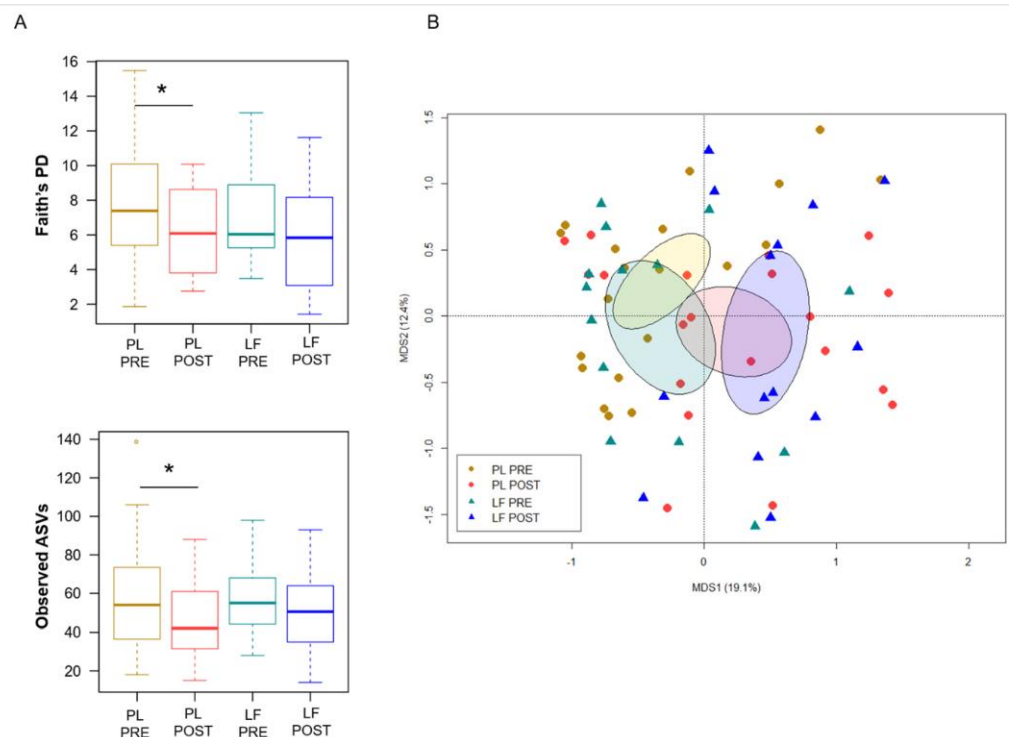 A
B
Faith's PD
16
14
12
10
8
6
4
2
*
PL PRE
PL POST
LF PRE
LF POST
Observed ASVs
140
120
100
80
60
40
20
*
PL PRE
PL POST
LF PRE
LF POST
MDS2 (12.4%)
1.5
1.0
0.5
0.0
-0.5
-1.0
-1.5
PL PRE
PL POST
LF PRE
LF POST
-1
0
1
2
MDS1 (19.1%)